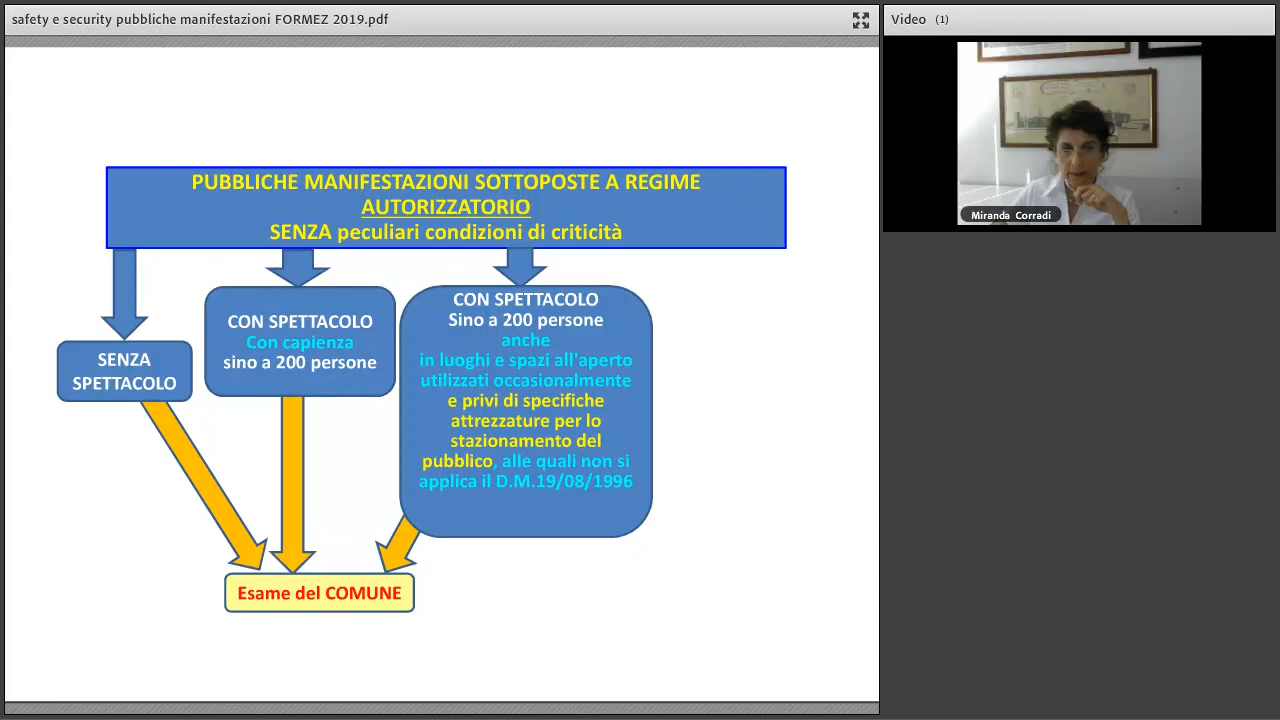 safety e security pubbliche manifestazioni FORMEZ 2019.pdf
Video (1)
Miranda Corradi
PUBBLICHE MANIFESTAZIONI SOTTOPOSTE A REGIME
AUTORIZZATORIO
SENZA peculiari condizioni di criticità
SENZA
SPETTACOLO
CON SPETTACOLO
Con capienza
sino a 200 persone
CON SPETTACOLO
Sino a 200 persone
anche
in luoghi e spazi all'aperto
utilizzati occasionalmente
e privi di specifiche
attrezzature per lo
stazionamento del
pubblico, alle quali non si
applica il D.M.19/08/1996
Esame del COMUNE